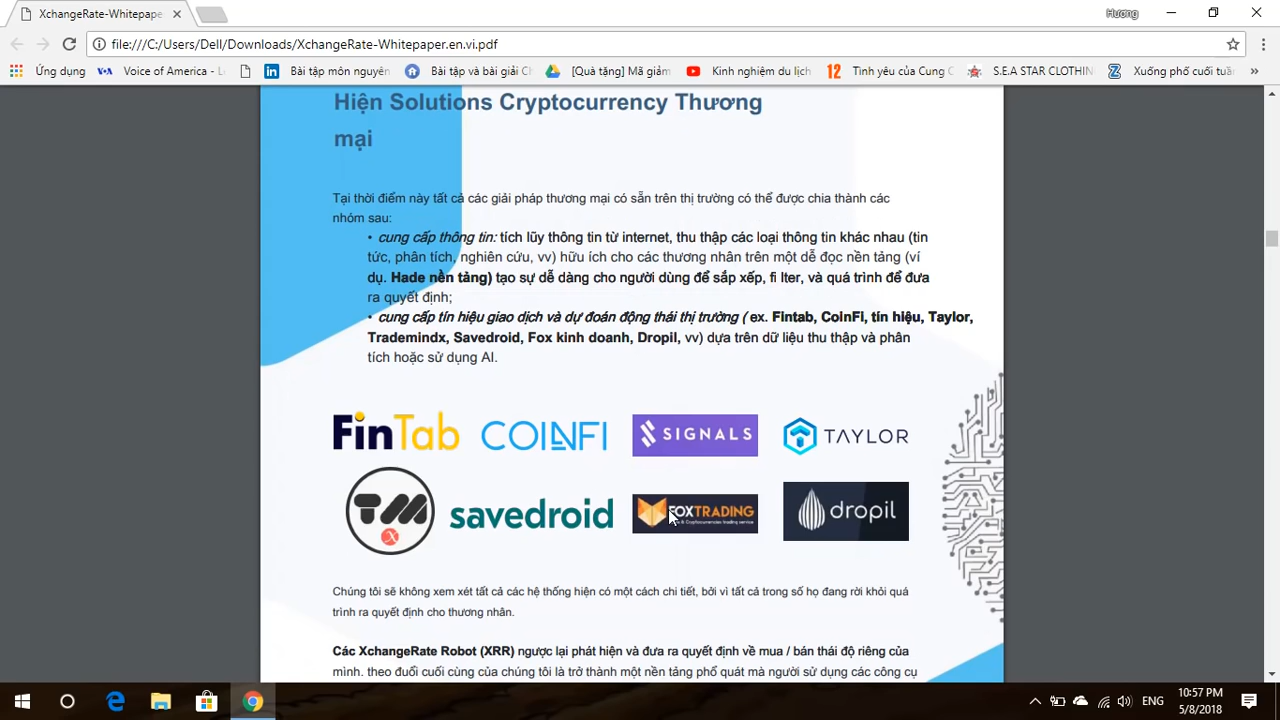 XchangeRate-Whitepaper
Hương
file:///C:/Users/Dell/Downloads/XchangeRate-Whitepaper.en.vi.pdf
Ứng dụng VOA Voice of America - L in Bài tập môn nguyên Bài tập và bài giải Ch [Quà tặng] Mã giảm Kinh nghiệm du lịch 12 Tình yêu của Cung C S.E.A STAR CLOTHIN Z Xuống phố cuối tuần »
Hiện Solutions Cryptocurrency Thương
mại
Tại thời điểm này tất cả các giải pháp thương mại có sẵn trên thị trường có thể được chia thành các
nhóm sau:
• cung cấp thông tin: tích lũy thông tin từ internet, thu thập các loại thông tin khác nhau (tin
tức, phân tích, nghiên cứu, vv) hữu ích cho các thương nhân trên một dễ đọc nền tảng (ví
dụ. Hade nền tảng) tạo sự dễ dàng cho người dùng để sắp xếp, fi lter, và quá trình để đưa
ra quyết định;
• cung cấp tín hiệu giao dịch và dự đoán động thái thị trường ( ex. Fintab, CoinFi, tín hiệu, Taylor,
Trademindx, Savedroid, Fox kinh doanh, Dropil, vv) dựa trên dữ liệu thu thập và phân
tích hoặc sử dụng AI.
FinTab COINFI SIGNALS TAYLOR
TM X savedroid FOXTRADING dropil
Chúng tôi sẽ không xem xét tất cả các hệ thống hiện có một cách chi tiết, bởi vì tất cả trong số họ đang rời khỏi quá
trình ra quyết định cho thương nhân.
Các XchangeRate Robot (XRR) ngược lại phát hiện và đưa ra quyết định về mua / bán thái độ riêng của
mình. theo đuổi cuối cùng của chúng tôi là trở thành một nền tảng phổ quát mà người sử dụng các công cụ
ENG
10:57 PM
5/8/2018